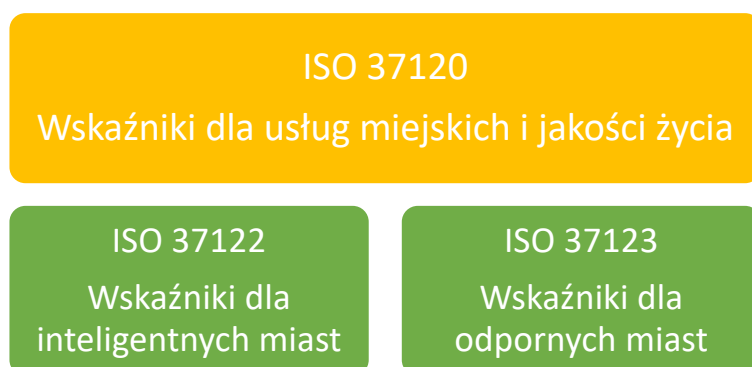 ISO 37120
Wskaźniki dla usług miejskich i jakości życia
ISO 37122
Wskaźniki dla
inteligentnych miast
ISO 37123
Wskaźniki dla
odpornych miast